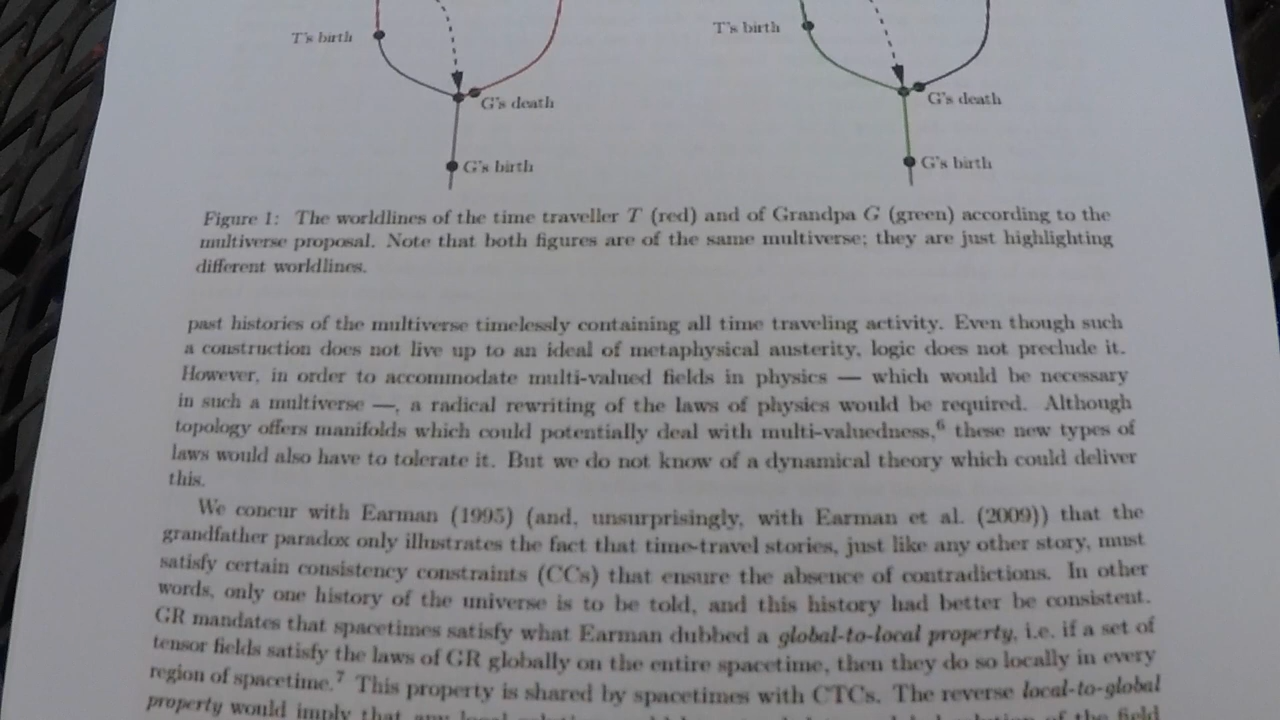 T's birth
T's birth
G's death
G's death
G's birth
G's birth
Figure 1: The worldlines of the time traveller T (red) and of Grandpa G (green) according to the
multiverse proposal. Note that both figures are of the same multiverse; they are just highlighting
different worldlines.
past histories of the multiverse timelessly containing all time traveling activity. Even though such
a construction does not live up to an ideal of metaphysical austerity, logic does not preclude it.
However, in order to accommodate multi-valued fields in physics — which would be necessary
in such a multiverse —, a radical rewriting of the laws of physics would be required. Although
topology offers manifolds which could potentially deal with multi-valuedness,⁶ these new types of
laws would also have to tolerate it. But we do not know of a dynamical theory which could deliver
this.
We concur with Earman (1995) (and, unsurprisingly, with Earman et al. (2009)) that the
grandfather paradox only illustrates the fact that time-travel stories, just like any other story, must
satisfy certain consistency constraints (CCs) that ensure the absence of contradictions. In other
words, only one history of the universe is to be told, and this history had better be consistent.
GR mandates that spacetimes satisfy what Earman dubbed a global-to-local property, i.e. if a set of
tensor fields satisfy the laws of GR globally on the entire spacetime, then they do so locally in every
region of spacetime.⁷ This property is shared by spacetimes with CTCs. The reverse local-to-global
property would imply that any local solution of the field